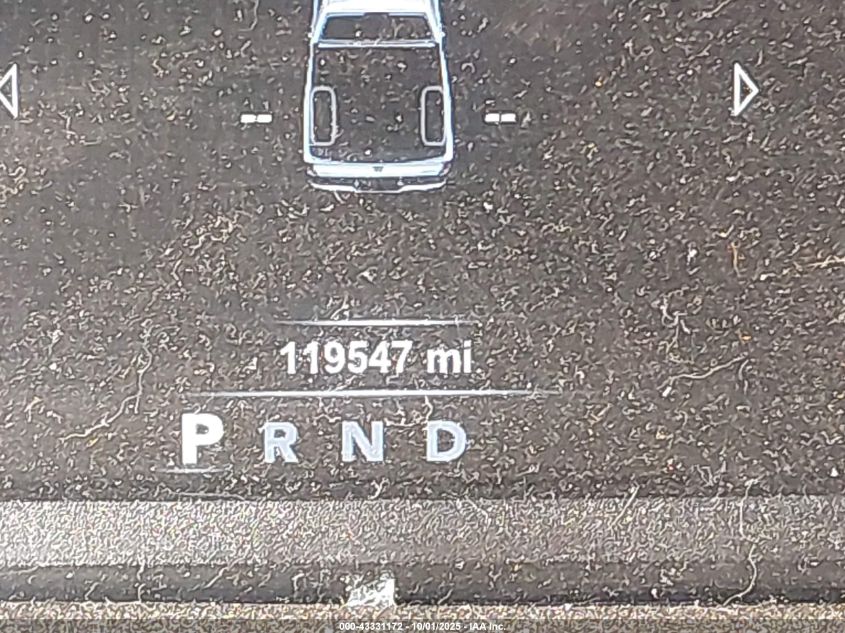 -- --
119547 mi
P R N D
000-43331172 - 10/01/2025 - IAA Inc.